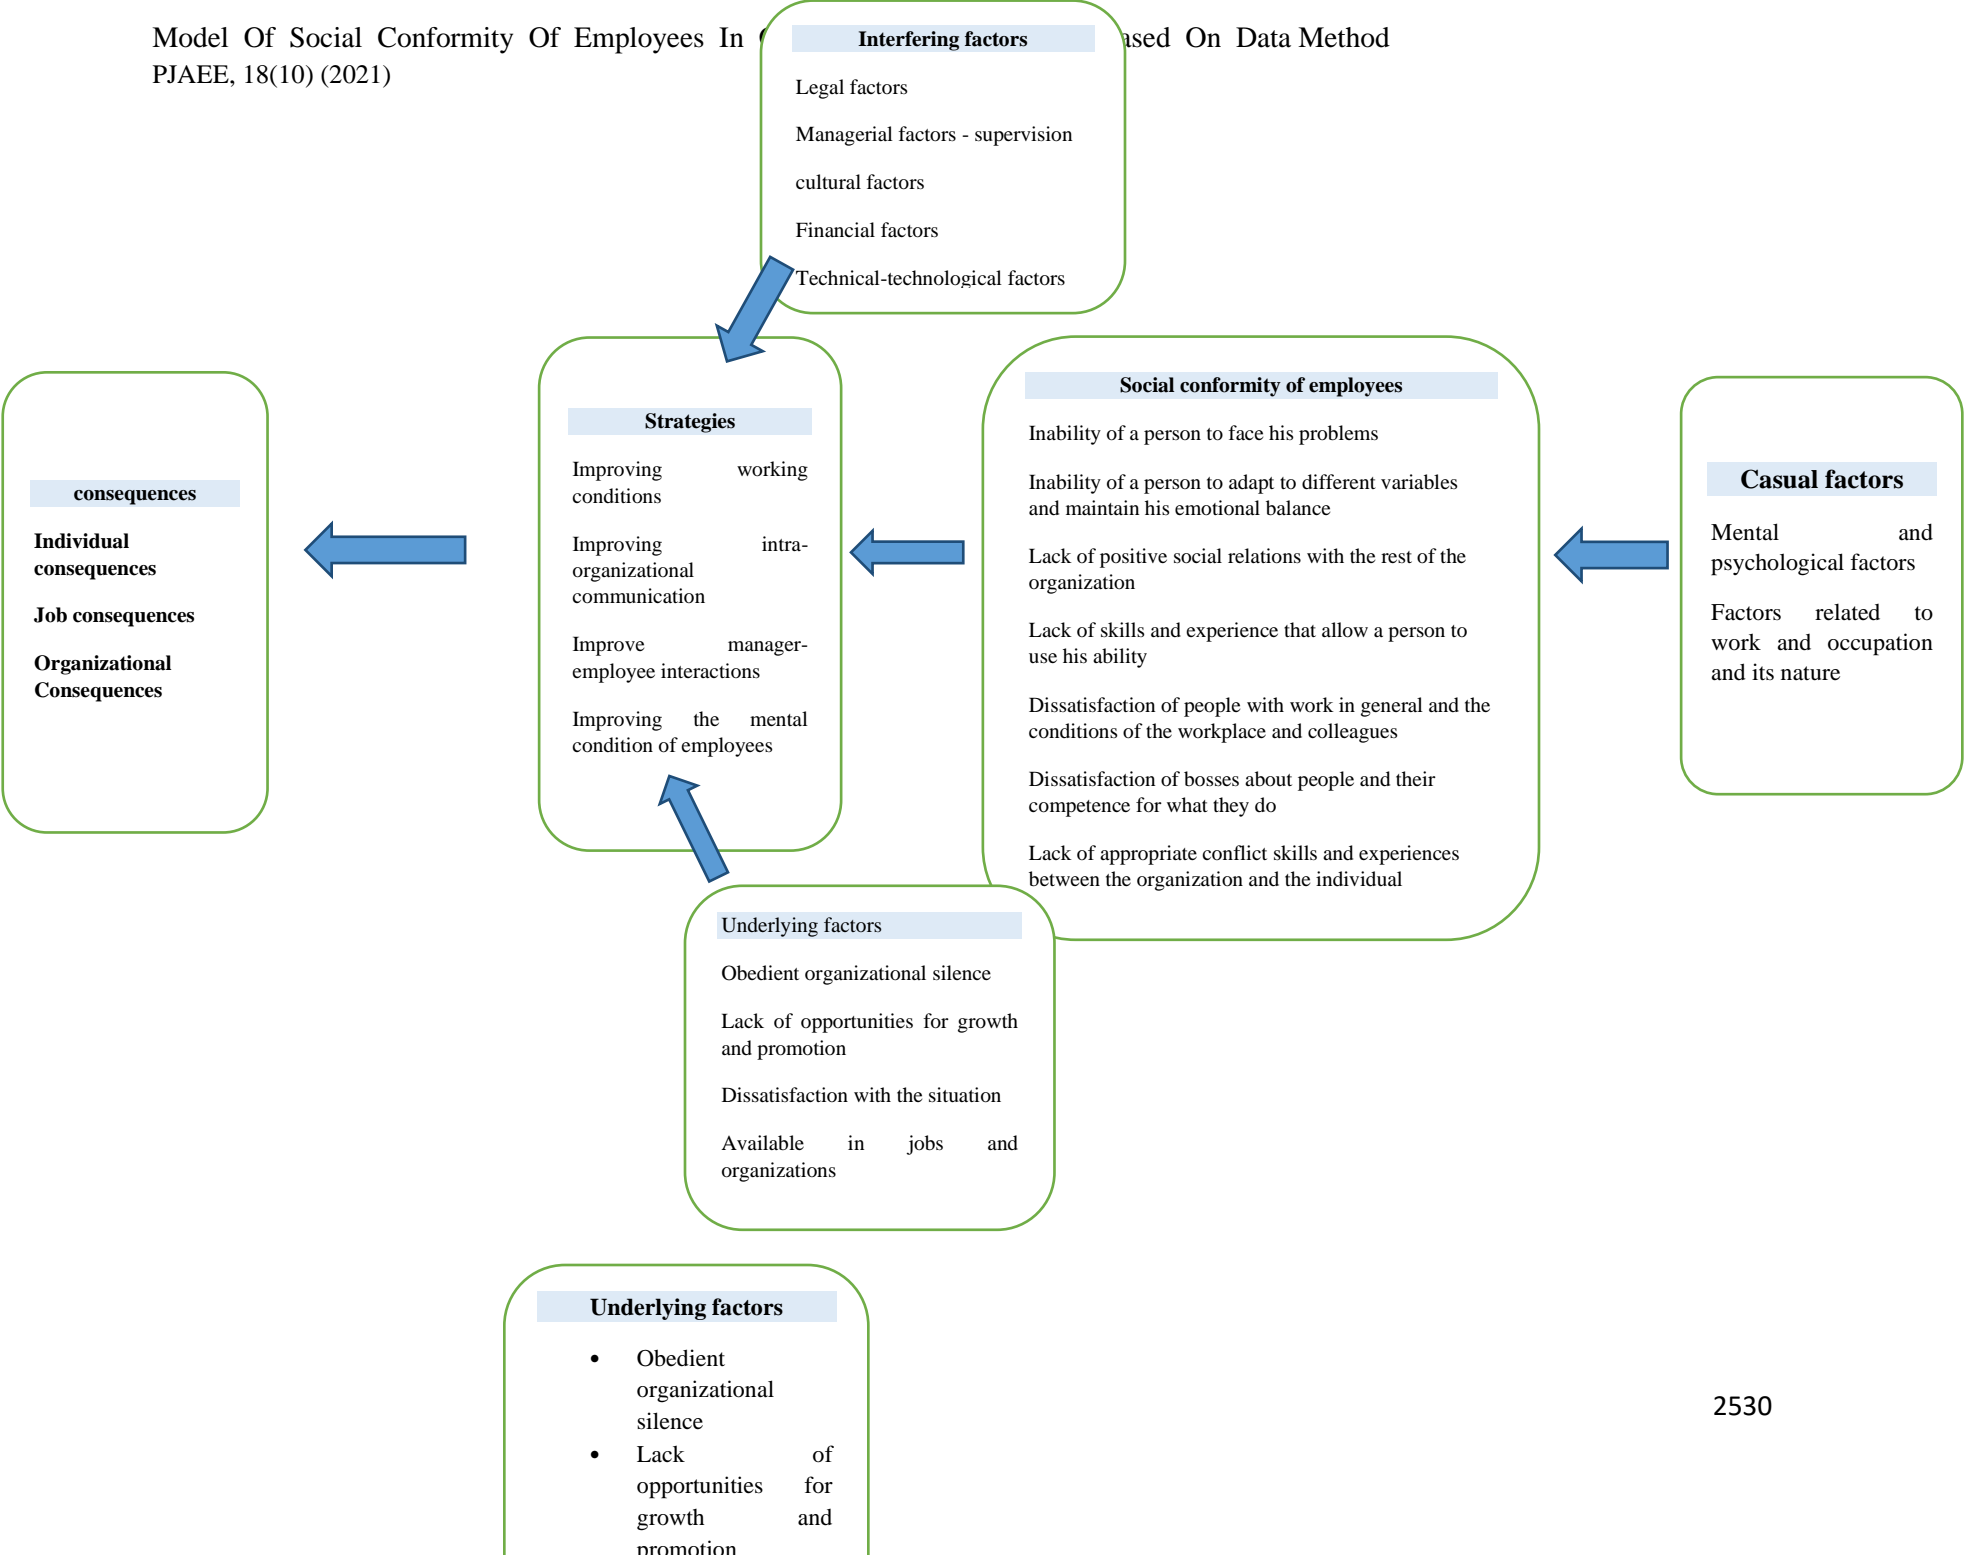 Model Of Social Conformity Of Employees In
ased On Data Method
PJAEE, 18(10) (2021)
Interfering factors
Legal factors
Managerial factors - supervision
cultural factors
Financial factors
Technical-technological factors
consequences
Individual
consequences
Job consequences
Organizational
Consequences
Strategies
Improving working
conditions
Improving intra-
organizational
communication
Improve manager-
employee interactions
Improving the mental
condition of employees
Social conformity of employees
Inability of a person to face his problems
Inability of a person to adapt to different variables
and maintain his emotional balance
Lack of positive social relations with the rest of the
organization
Lack of skills and experience that allow a person to
use his ability
Dissatisfaction of people with work in general and the
conditions of the workplace and colleagues
Dissatisfaction of bosses about people and their
competence for what they do
Lack of appropriate conflict skills and experiences
between the organization and the individual
Casual factors
Mental and
psychological factors
Factors related to
work and occupation
and its nature
Underlying factors
Obedient organizational silence
Lack of opportunities for growth
and promotion
Dissatisfaction with the situation
Available in jobs and
organizations
Underlying factors
• Obedient
organizational
silence
• Lack of
opportunities for
growth and
promotion
2530